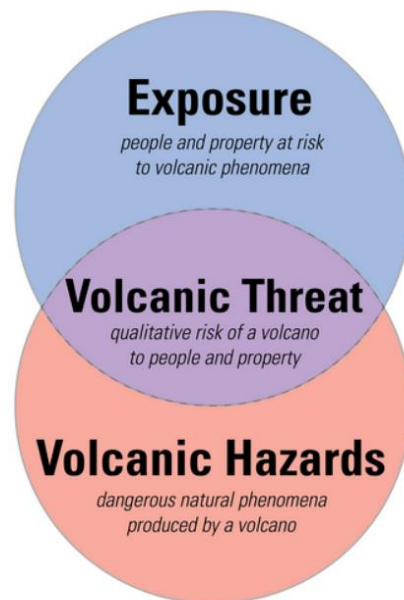 Exposure
people and property at risk
to volcanic phenomena
Volcanic Threat
qualitative risk of a volcano
to people and property
Volcanic Hazards
dangerous natural phenomena
produced by a volcano